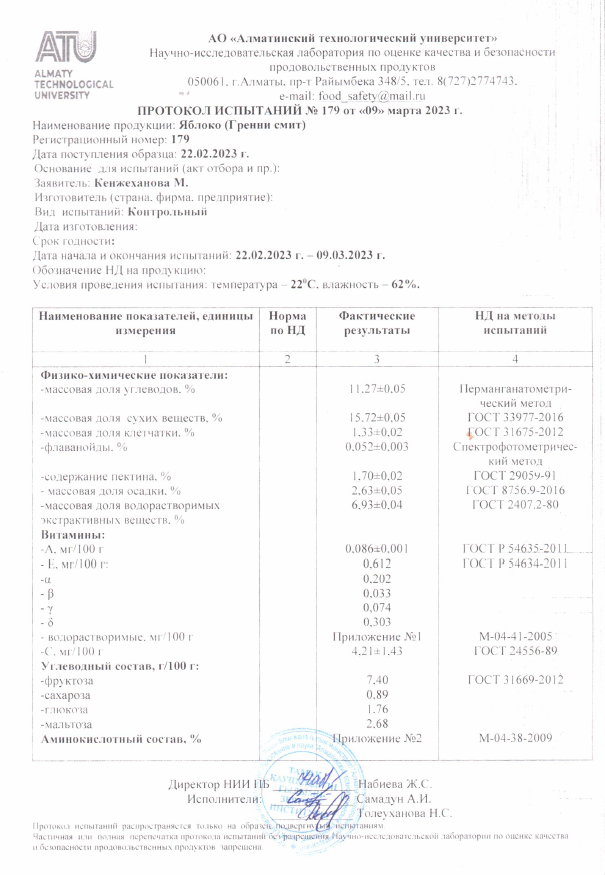 ATU
ALMATY
TECHNOLOGICAL
UNIVERSITY
АО «Алматинский технологический университет»
Научно-исследовательская лаборатория по оценке качества и безопасности
продовольственных продуктов
050061, г.Алматы, пр-т Райымбека 348/5, тел. 8(727)2774743,
e-mail: food_safety@mail.ru
ПРОТОКОЛ ИСПЫТАНИЙ № 179 от «09» марта 2023 г.
Наименование продукции: Яблоко (Гренни смит)
Регистрационный номер: 179
Дата поступления образца: 22.02.2023 г.
Основание для испытаний (акт отбора и пр.):
Заявитель: Кенжеханова М.
Изготовитель (страна, фирма, предприятие):
Вид испытаний: Контрольный
Дата изготовления:
Срок годности:
Дата начала и окончания испытаний: 22.02.2023 г. – 09.03.2023 г.
Обозначение НД на продукцию:
Условия проведения испытания: температура – 22⁰С, влажность – 62%.
Наименование показателей, единицы Норма Фактические НД на методы
измерения по НД результаты испытаний
1 2 3 4
Физико-химические показатели:
-массовая доля углеводов, % 11,27±0,05 Перманганатометри-
ческий метод
-массовая доля сухих веществ, % 15,72±0,05 ГОСТ 33977-2016
-массовая доля клетчатки, % 1,33±0,02 ГОСТ 31675-2012
-флаванойды, % 0,052±0,003 Спектрофотометричес-
кий метод
-содержание пектина, % 1,70±0,02 ГОСТ 29059-91
- массовая доля осадки, % 2,63±0,05 ГОСТ 8756.9-2016
-массовая доля водорастворимых 6,93±0,04 ГОСТ 2407.2-80
экстрактивных веществ, %
Витамины:
-А, мг/100 г 0,086±0,001 ГОСТ Р 54635-2011
- Е, мг/100 г: 0,612 ГОСТ Р 54634-2011
-α 0,202
- β 0,033
- γ 0,074
- δ 0,303
- водорастворимые, мг/100 г Приложение №1 М-04-41-2005
-С, мг/100 г 4,21±1,43 ГОСТ 24556-89
Углеводный состав, г/100 г:
-фруктоза 7,40 ГОСТ 31669-2012
-сахароза 0,89
-глюкоза 1,76
-мальтоза 2,68
Аминокислотный состав, % Приложение №2 М-04-38-2009
Директор НИИ ПБ Набиева Ж.С.
Исполнители: Самадун А.И.
Толеуханова Н.С.
Протокол испытаний распространяется только на образец, подвергнутый испытаниям.
Частичная или полная перепечатка протокола испытаний без разрешения Научно-исследовательской лаборатории по оценке качества
и безопасности продовольственных продуктов запрещена.